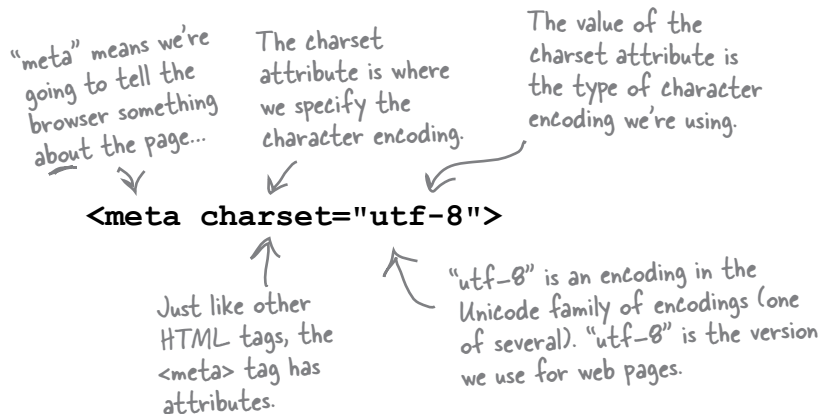 “meta” means we're
going to tell the
browser something
about the page...
The charset
attribute is where
we specify the
character encoding.
The value of the
charset attribute is
the type of character
encoding we're using.
<meta charset="utf-8">
Just like other
HTML tags, the
<meta> tag has
attributes.
“utf-8” is an encoding in the
Unicode family of encodings (one
of several). “utf-8” is the version
we use for web pages.